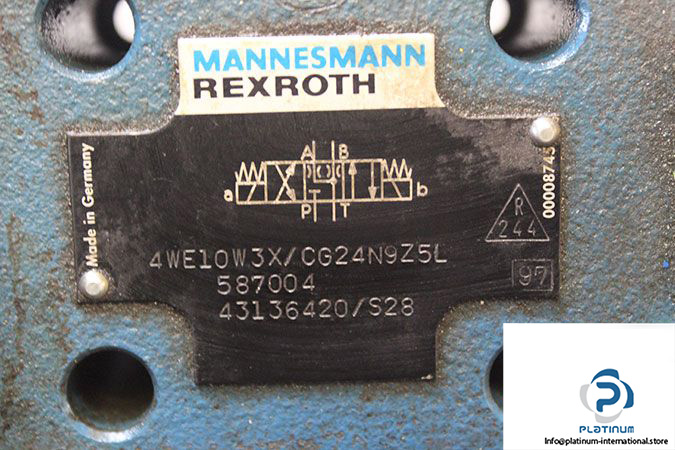 MANNESMANN
REXROTH
Made in Germany
A B
a b
P T
R
244
00008745
4WE10W3X/CG24N9Z5L
587004
43136420/S28
97
PLATINUM
Info@platinum-international.store